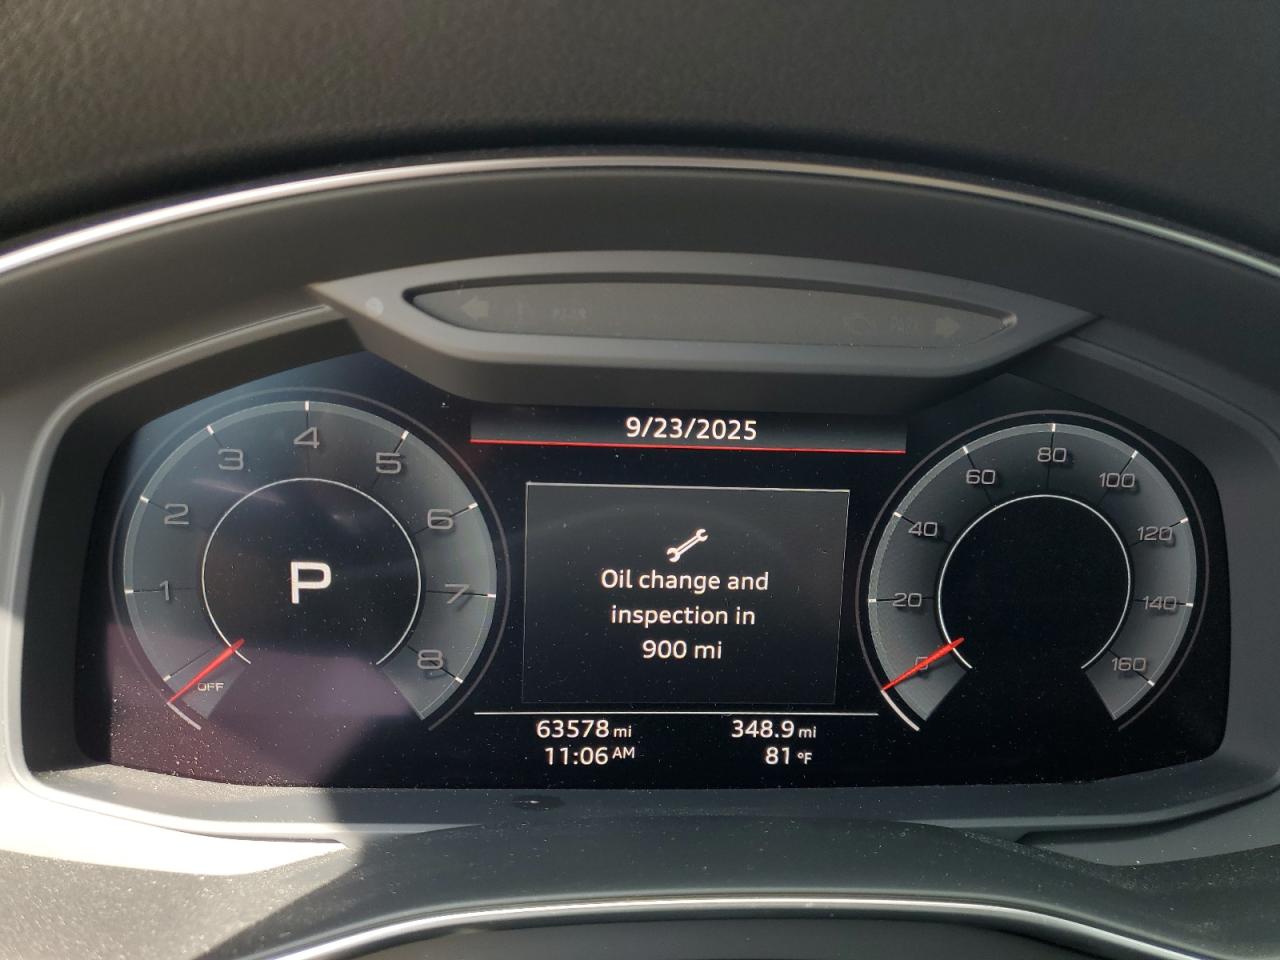 9/23/2025
4
3
5
2
6
1
7
8
OFF
P
Oil change and
inspection in
900 mi
80
60
100
40
120
20
140
0
160
63578 mi
348.9 mi
11:06 AM
81 °F
PARK